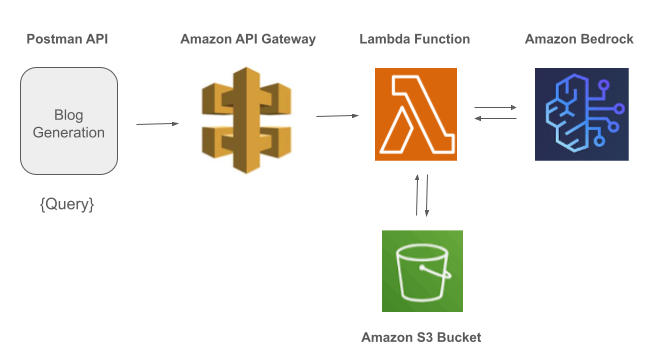 Postman API
Amazon API Gateway
Lambda Function
Amazon Bedrock
Blog
Generation
{Query}
Amazon S3 Bucket